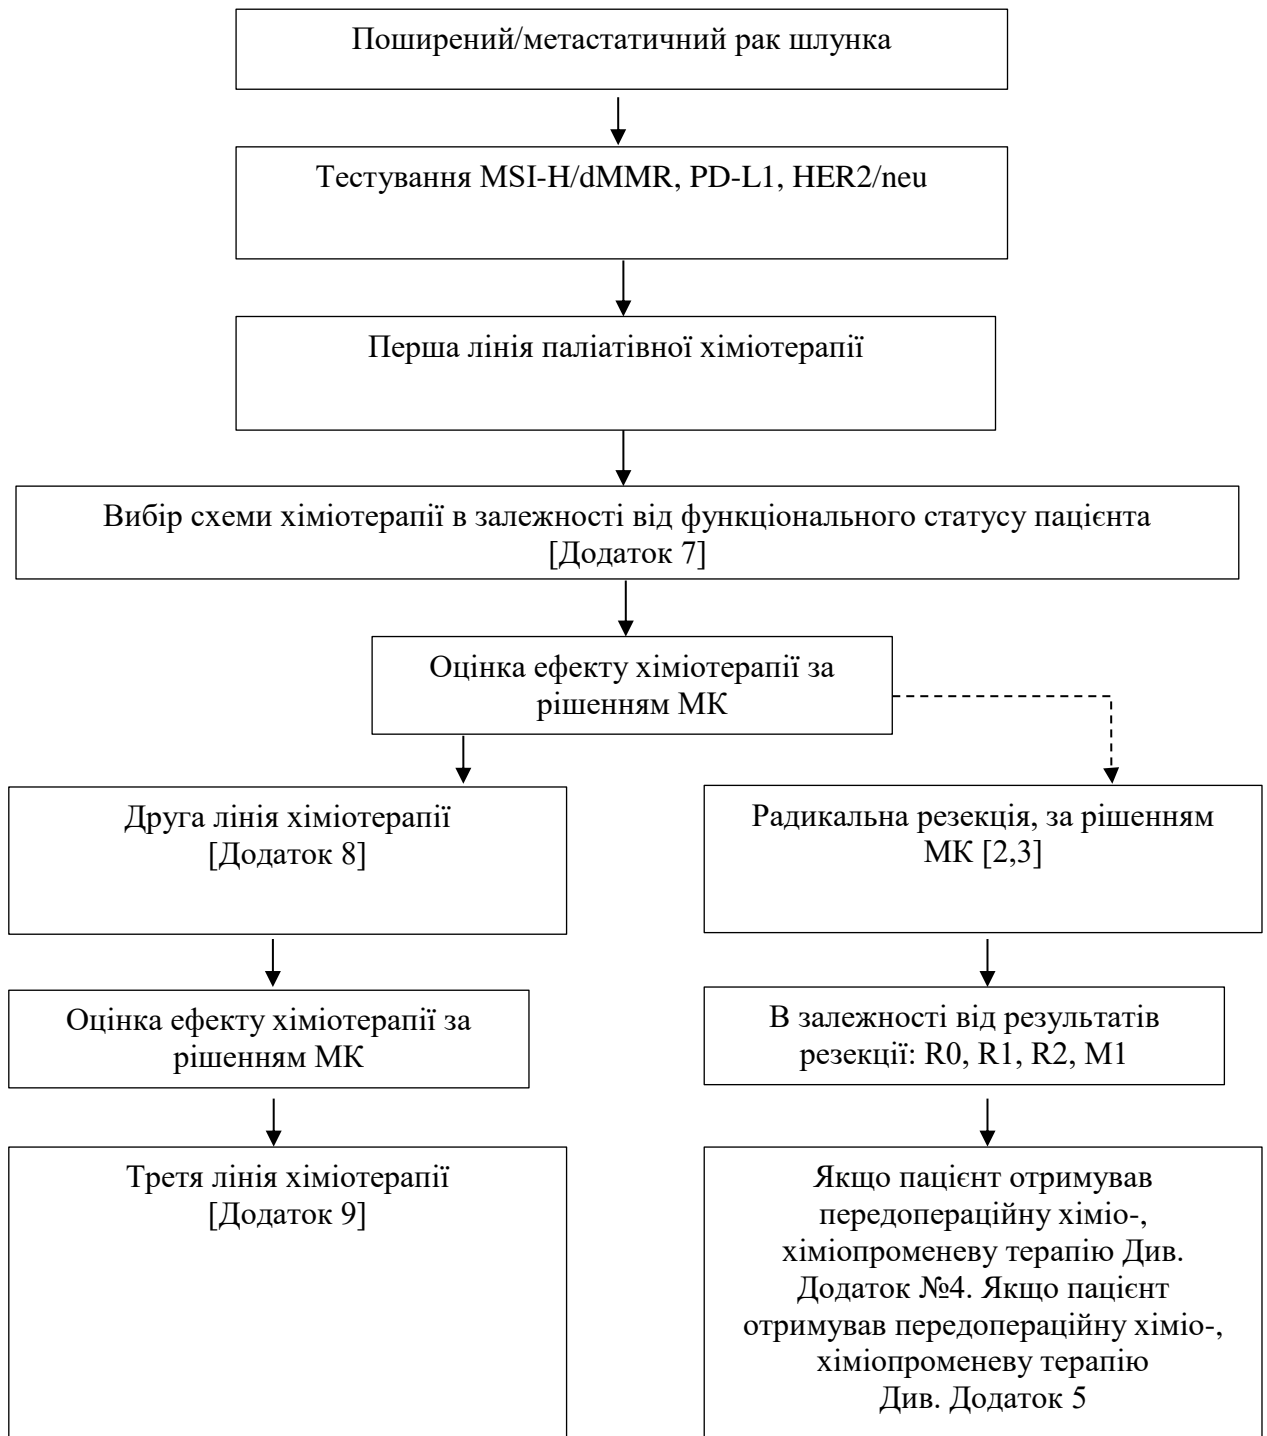 Поширений/метастатичний рак шлунка
Тестування MSI-H/dMMR, PD-L1, HER2/neu
Перша лінія паліатівної хіміотерапії
Вибір схеми хіміотерапії в залежності від функціонального статусу пацієнта
[Додаток 7]
Оцінка ефекту хіміотерапії за
рішенням МК
Друга лінія хіміотерапії
[Додаток 8]
Радикальна резекція, за рішенням
МК [2,3]
Оцінка ефекту хіміотерапії за
рішенням МК
В залежності від результатів
резекції: R0, R1, R2, M1
Третя лінія хіміотерапії
[Додаток 9]
Якщо пацієнт отримував
передопераційну хіміо-,
хіміопроменеву терапію Див.
Додаток №4. Якщо пацієнт
отримував передопераційну хіміо-,
хіміопроменеву терапію
Див. Додаток 5